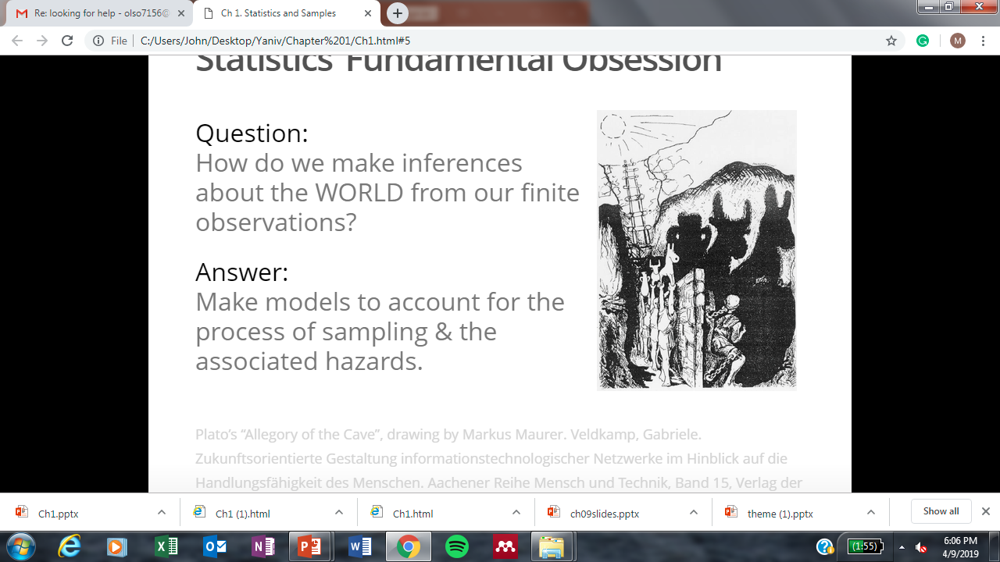 Re: looking for help - olso7156@
Ch 1. Statistics and Samples
File
C:/Users/John/Desktop/Yaniv/Chapter%201/Ch1.html#5
M
Statistics' Fundamental Obsession
Question:
How do we make inferences
about the WORLD from our finite
observations?
Answer:
Make models to account for the
process of sampling & the
associated hazards.
Plato’s “Allegory of the Cave”, drawing by Markus Maurer. Veldkamp, Gabriele.
Zukunftsorientierte Gestaltung informationstechnologischer Netzwerke im Hinblick auf die
Handlungsfähigkeit des Menschen. Aachener Reihe Mensch und Technik, Band 15, Verlag der
Ch1.pptx
Ch1 (1).html
Ch1.html
ch09slides.pptx
theme (1).pptx
Show all
(1:55)
6:06 PM
4/9/2019